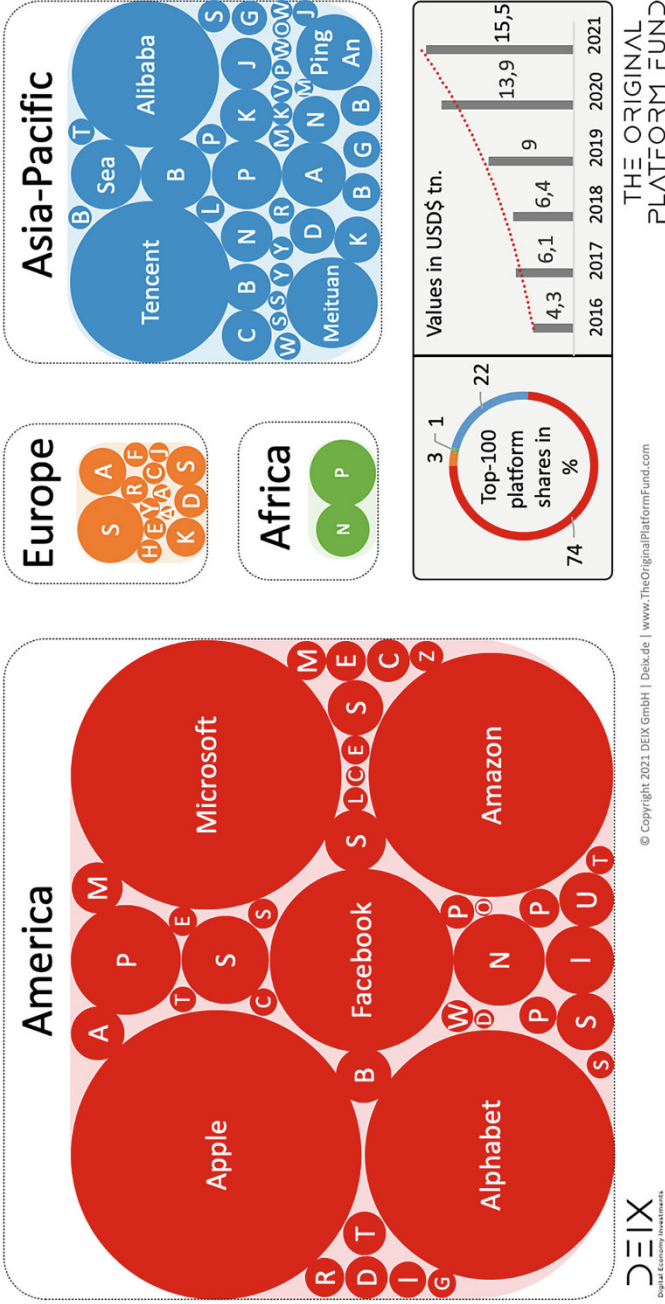 America
A M
P
T E
Apple S Microsoft
C S
R M
D T B Facebook S L C E S E
I C
G Z
W P
D O
Alphabet N Amazon
P P
S I U
S T
Europe
S A
R F
H E Y A C J
A
K D S
Africa
N P
Asia-Pacific
B T
Sea
Tencent B Alibaba
L P S
C B N P K J G
W S S Y Y R M K V P W O W
M J
Meituan D A N Ping
An
K B G B
3 1
22
Top-100
platform
shares in
%
74
Values in USD$ tn.
4,3 6,1 6,4 9 13,9 15,5
2016 2017 2018 2019 2020 2021
DEIX
Digital Economy Investments
© Copyright 2021 DEIX GmbH | Deix.de | www.TheOriginalPlatformFund.com
THE ORIGINAL
PLATFORM FUND